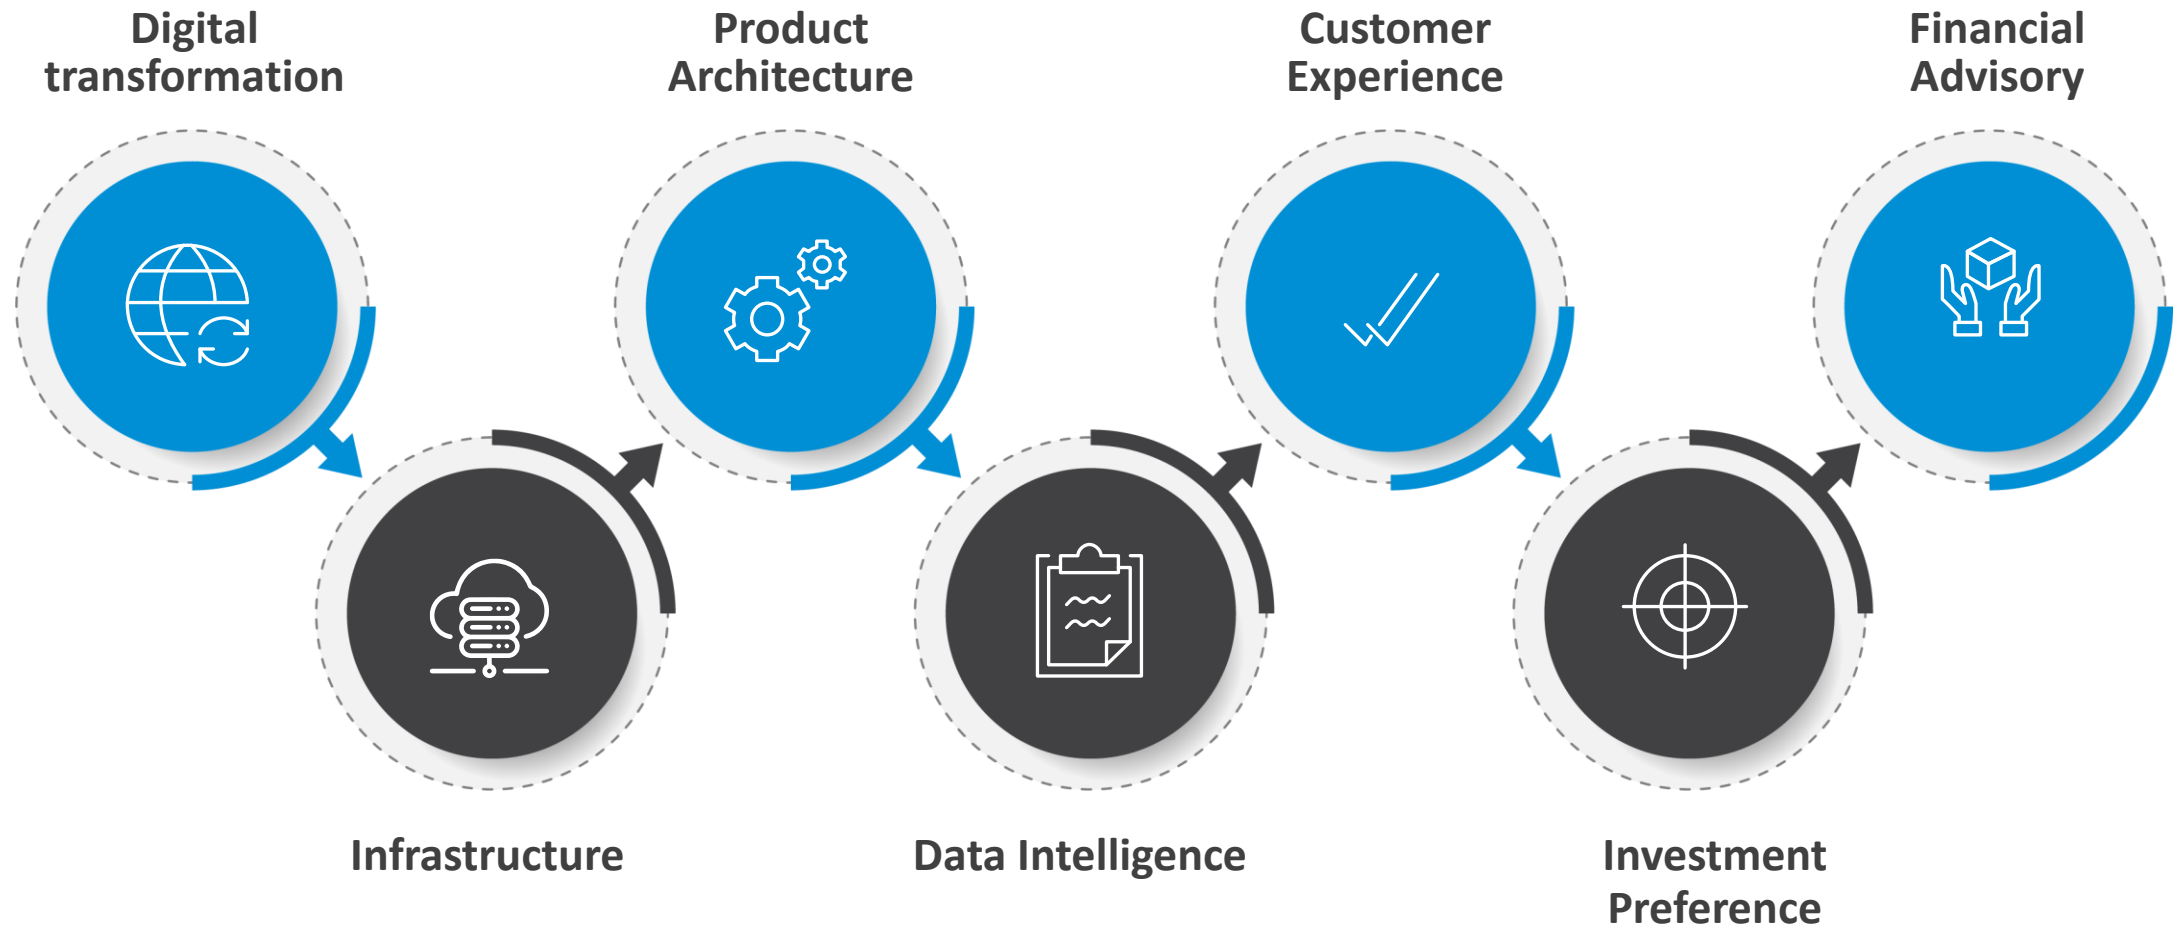 Digital
transformation
Product
Architecture
Customer
Experience
Financial
Advisory
Infrastructure
Data Intelligence
Investment
Preference